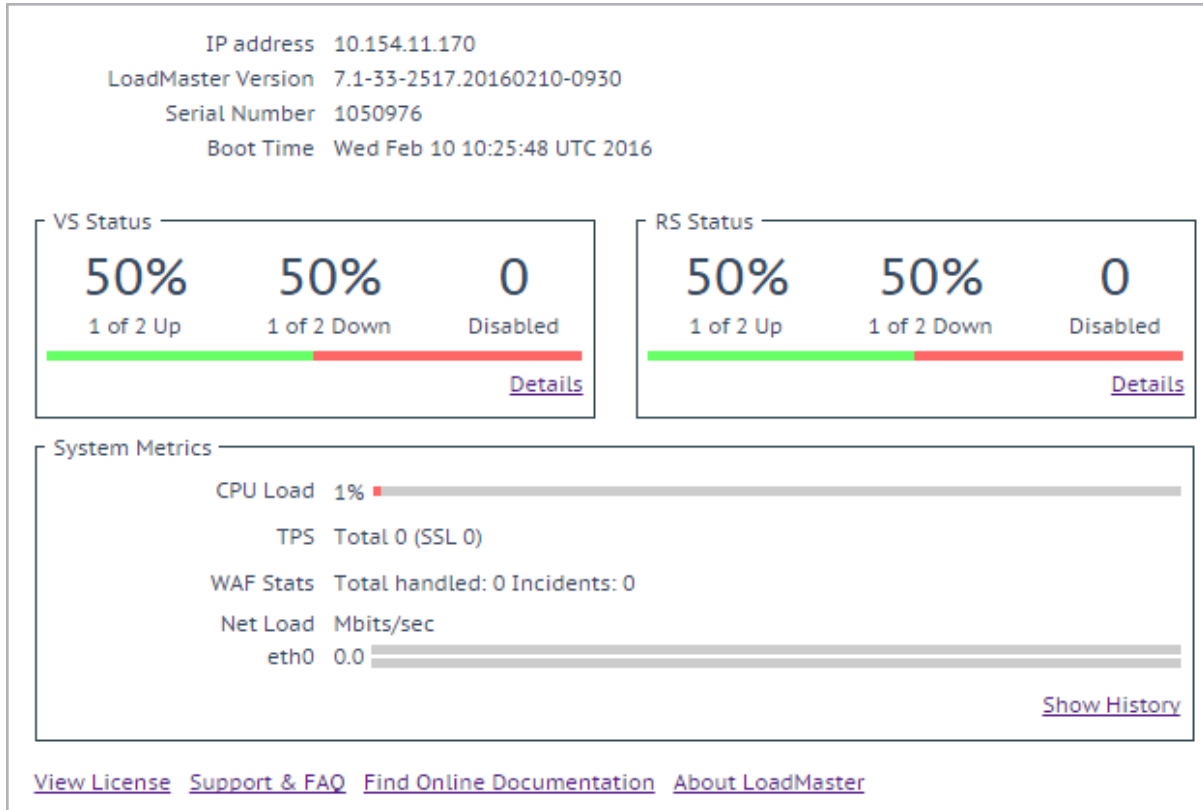 IP address 10.154.11.170
LoadMaster Version 7.1-33-2517.20160210-0930
Serial Number 1050976
Boot Time Wed Feb 10 10:25:48 UTC 2016
VS Status
50% 50% 0
1 of 2 Up 1 of 2 Down Disabled
Details
RS Status
50% 50% 0
1 of 2 Up 1 of 2 Down Disabled
Details
System Metrics
CPU Load 1%
TPS Total 0 (SSL 0)
WAF Stats Total handled: 0 Incidents: 0
Net Load Mbits/sec
eth0 0.0
Show History
View License Support & FAQ Find Online Documentation About LoadMaster